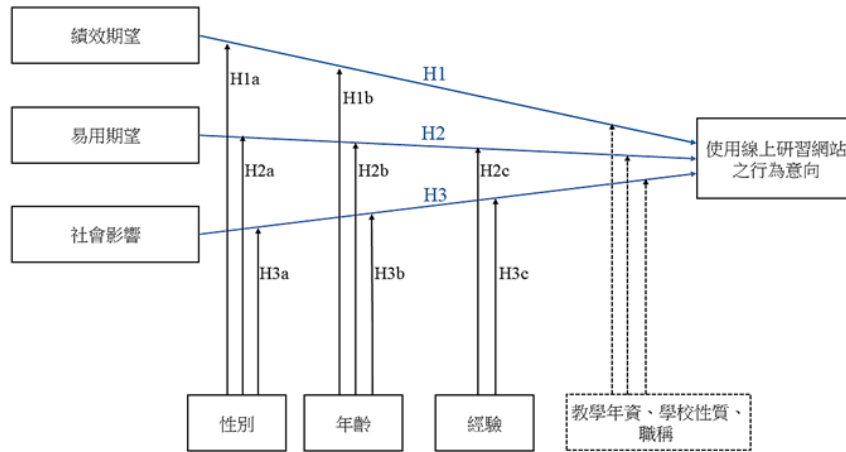 績效期望
H1a
H1b
H1
易用期望
H2
H2a
H2b
H2c
使用線上研習網站
之行為意向
H3
社會影響
H3a
H3b
H3c
性別
年齡
經驗
教學年資、學校性質、
職稱